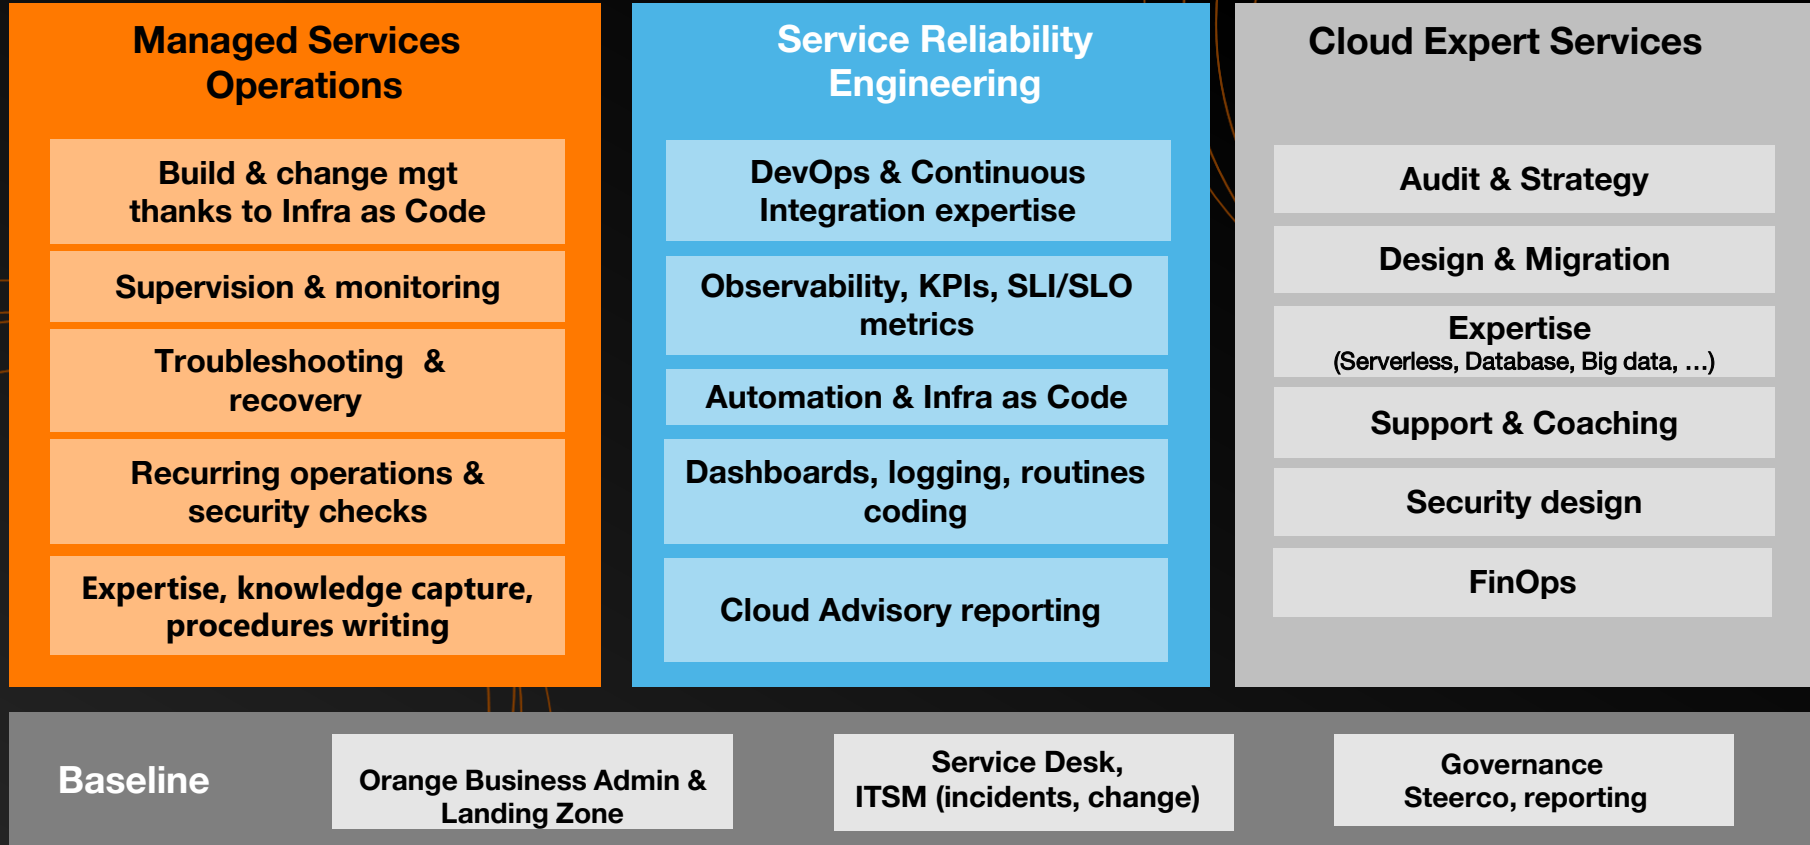 Managed Services
Operations
Build & change mgt
thanks to Infra as Code
Supervision & monitoring
Troubleshooting &
recovery
Recurring operations &
security checks
Expertise, knowledge capture,
procedures writing
Service Reliability
Engineering
DevOps & Continuous
Integration expertise
Observability, KPIs, SLI/SLO
metrics
Automation & Infra as Code
Dashboards, logging, routines
coding
Cloud Advisory reporting
Cloud Expert Services
Audit & Strategy
Design & Migration
Expertise
(Serverless, Database, Big data, ...)
Support & Coaching
Security design
FinOps
Baseline
Orange Business Admin &
Landing Zone
Service Desk,
ITSM (incidents, change)
Governance
Steerco, reporting